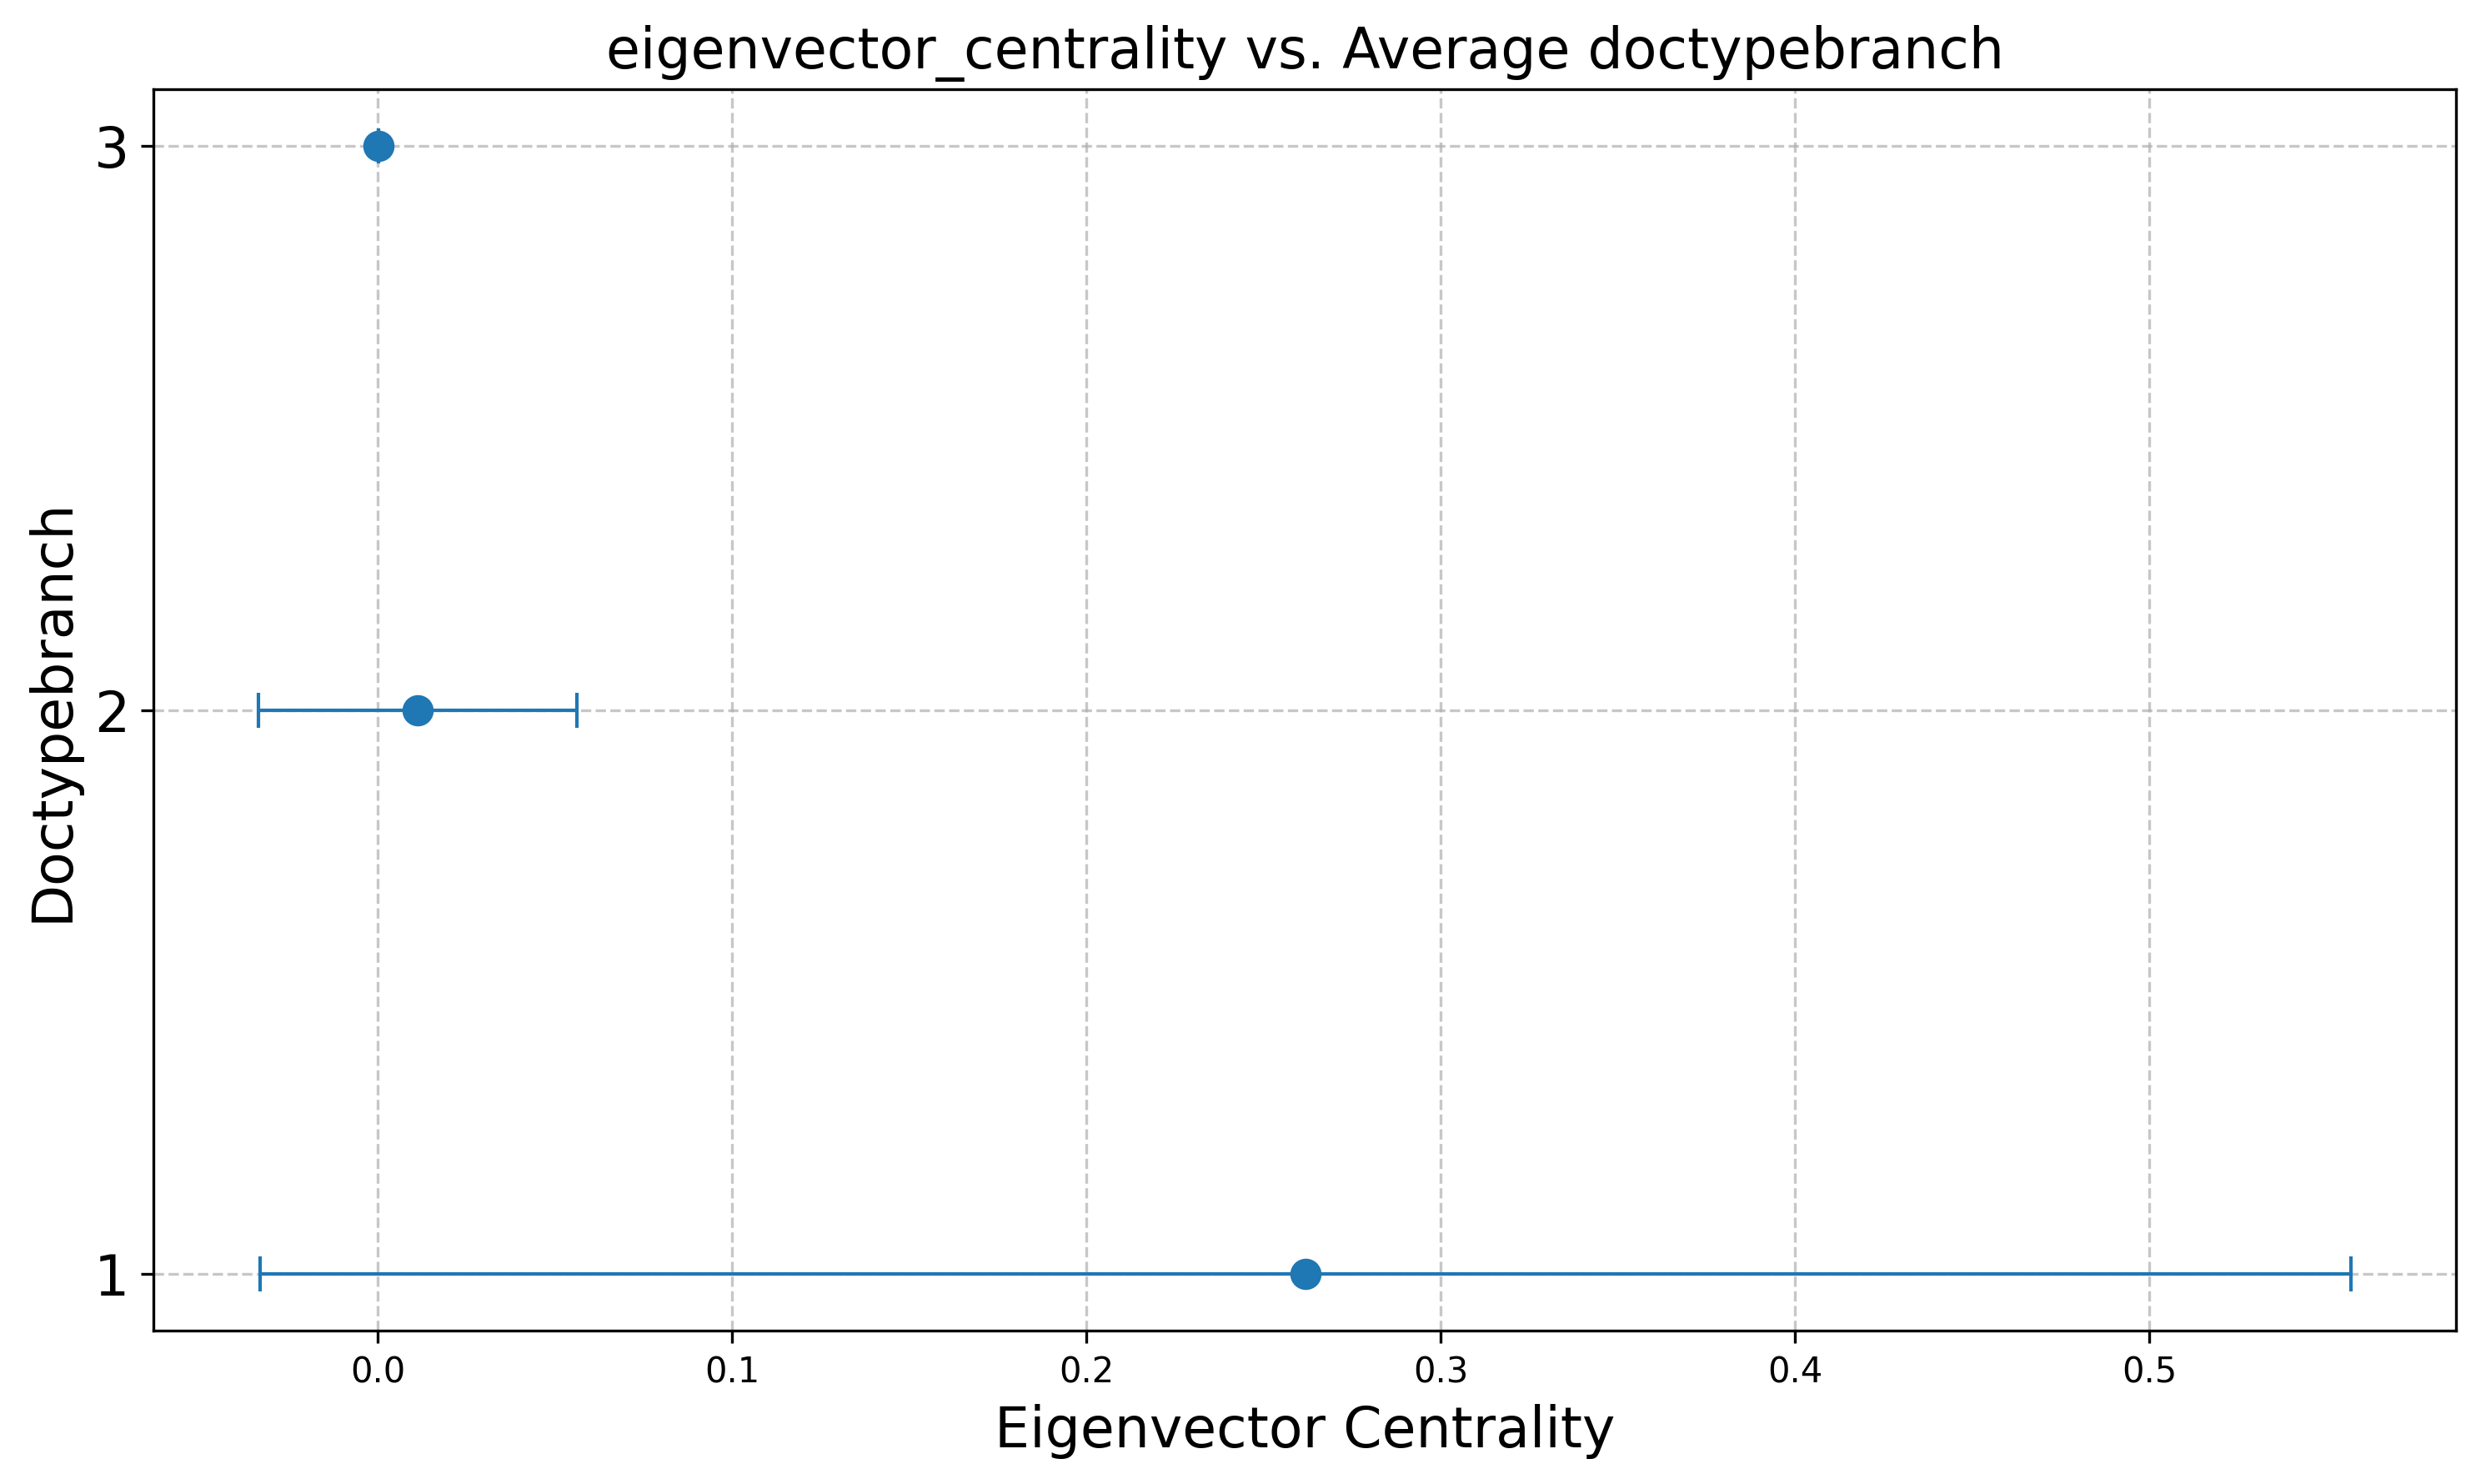 eigenvector_centrality vs. Average doctypebranch
3
2
1
Doctypebranch
0.0 0.1 0.2 0.3 0.4 0.5
Eigenvector Centrality